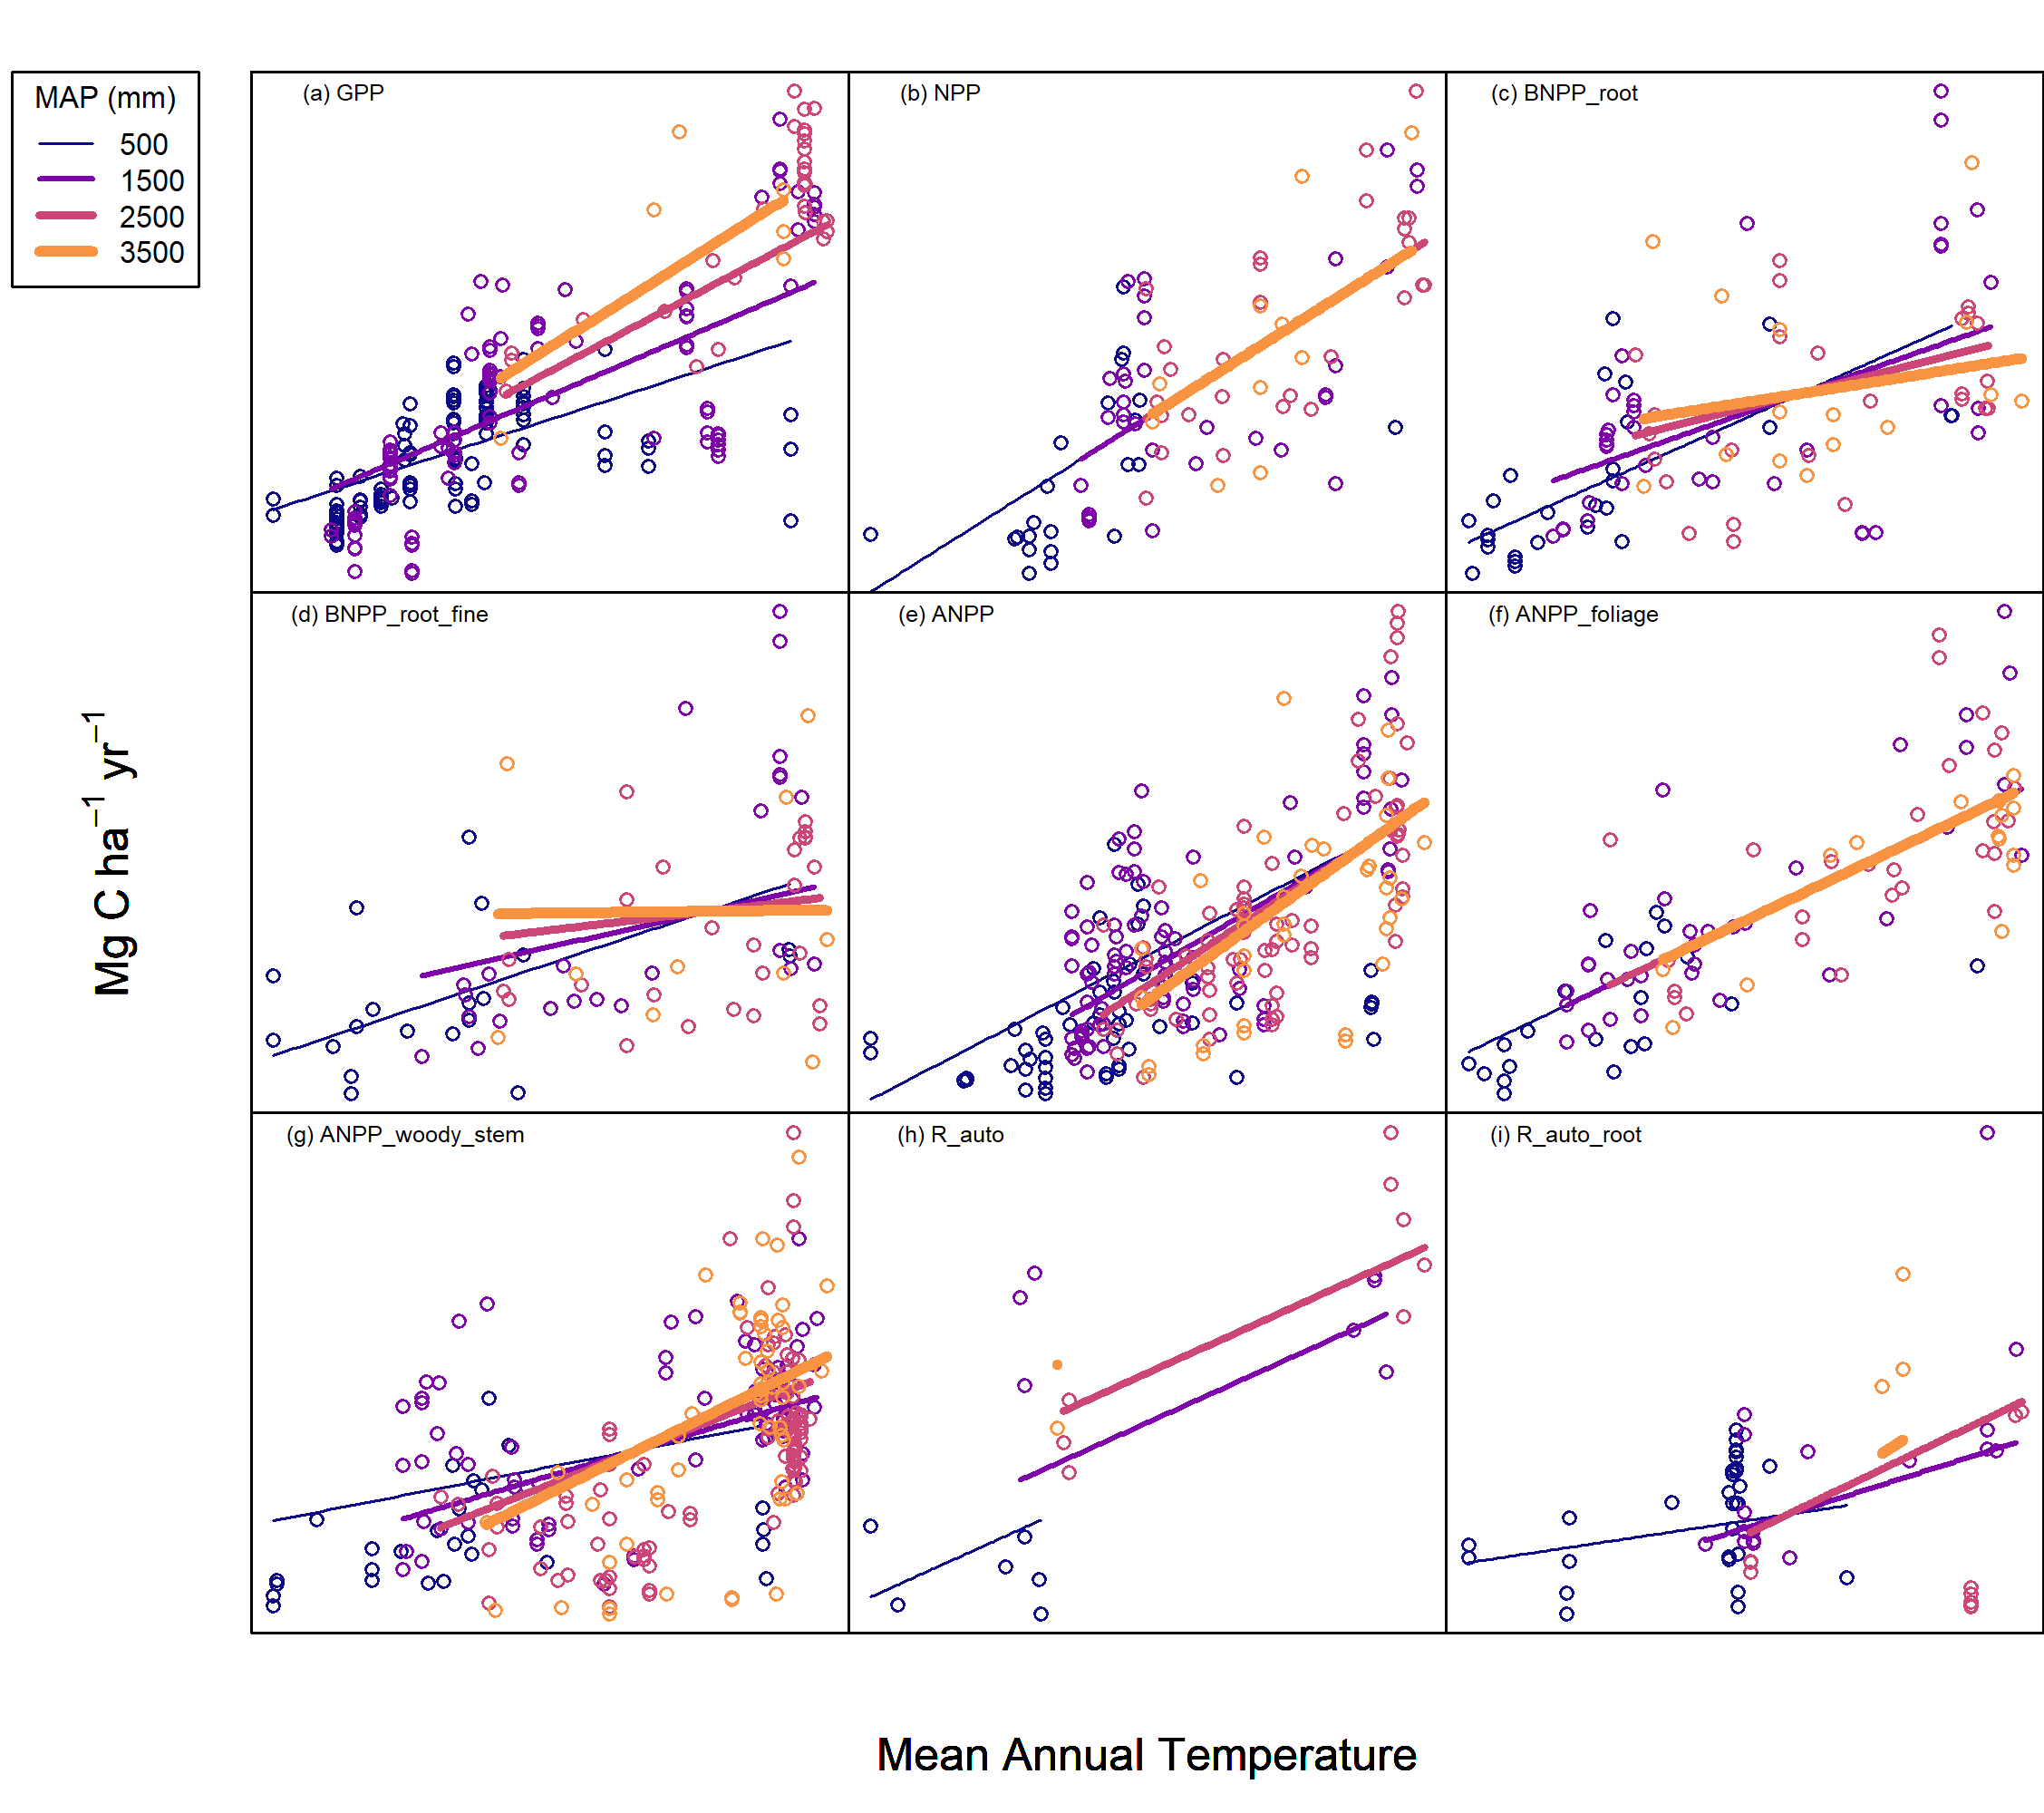 MAP (mm)
500
1500
2500
3500
(a) GPP
(b) NPP
(c) BNPP_root
(d) BNPP_root_fine
(e) ANPP
(f) ANPP_foliage
(g) ANPP_woody_stem
(h) R_auto
(i) R_auto_root
Mg C ha⁻¹ yr⁻¹
Mean Annual Temperature